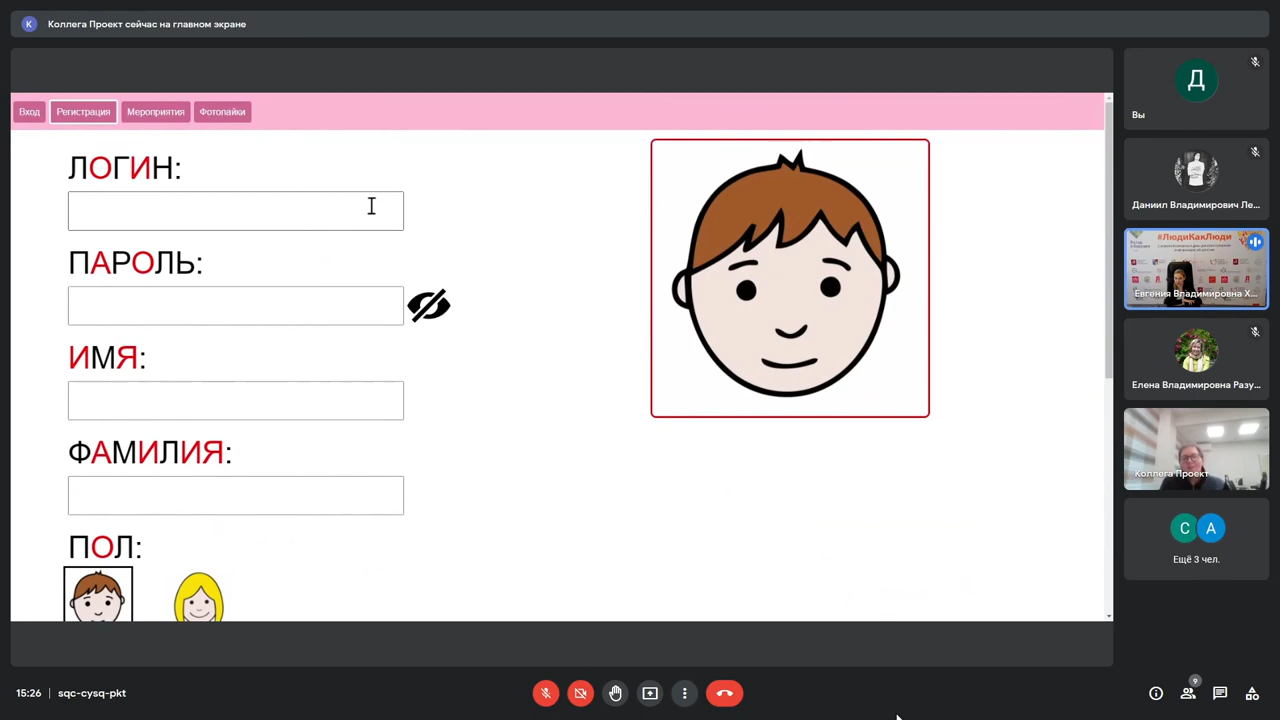 К
Коллега Проект сейчас на главном экране
Вход
Регистрация
Мероприятия
Фотопайки
ЛОГИН:
ПАРОЛЬ:
ИМЯ:
ФАМИЛИЯ:
ПОЛ:
Д
Вы
Даниил Владимирович Ле...
#ЛюдиКакЛюди
Евгения Владимировна Х...
Елена Владимировна Разу...
Коллега Проект
С
А
Ещё 3 чел.
15:26
sqc-cysq-pkt
9